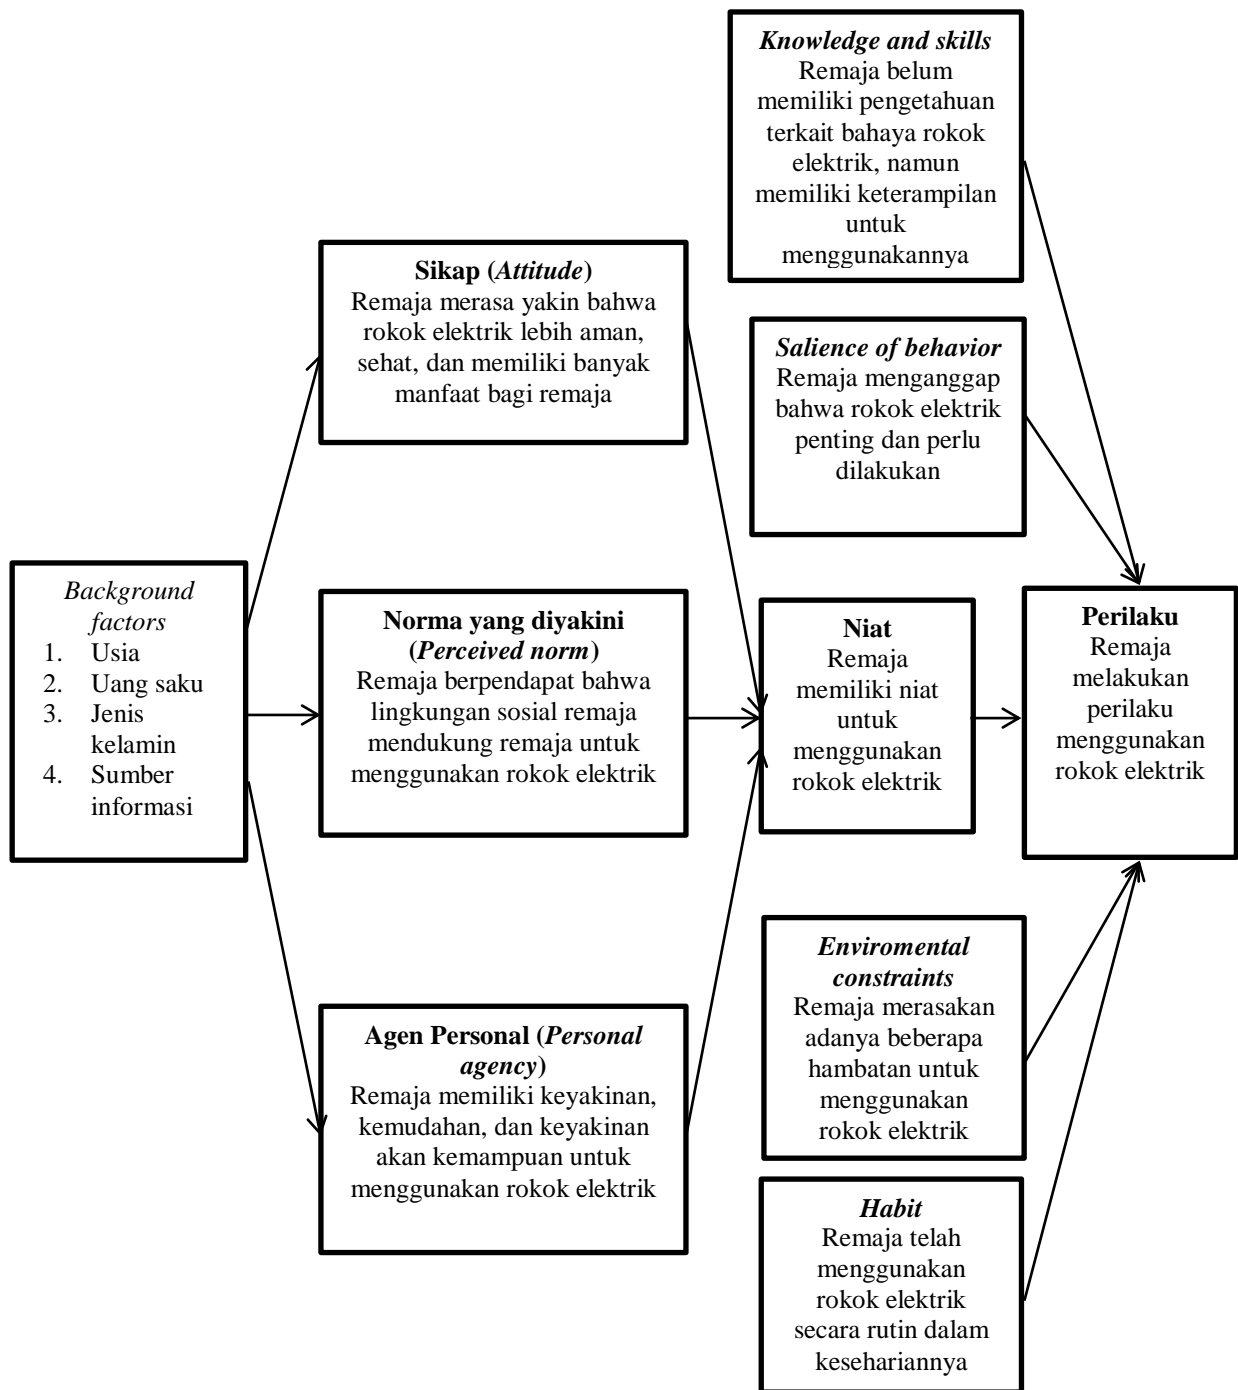 Knowledge and skills
Remaja belum
memiliki pengetahuan
terkait bahaya rokok
elektrik, namun
memiliki keterampilan
untuk
menggunakannya
Sikap (Attitude)
Remaja merasa yakin bahwa
rokok elektrik lebih aman,
sehat, dan memiliki banyak
manfaat bagi remaja
Salience of behavior
Remaja menganggap
bahwa rokok elektrik
penting dan perlu
dilakukan
Background
factors
1. Usia
2. Uang saku
3. Jenis
kelamin
4. Sumber
informasi
Norma yang diyakini
(Perceived norm)
Remaja berpendapat bahwa
lingkungan sosial remaja
mendukung remaja untuk
menggunakan rokok elektrik
Niat
Remaja
memiliki niat
untuk
menggunakan
rokok elektrik
Perilaku
Remaja
melakukan
perilaku
menggunakan
rokok elektrik
Agen Personal (Personal
agency)
Remaja memiliki keyakinan,
kemudahan, dan keyakinan
akan kemampuan untuk
menggunakan rokok elektrik
Enviromental
constraints
Remaja merasakan
adanya beberapa
hambatan untuk
menggunakan
rokok elektrik
Habit
Remaja telah
menggunakan
rokok elektrik
secara rutin dalam
kesehariannya